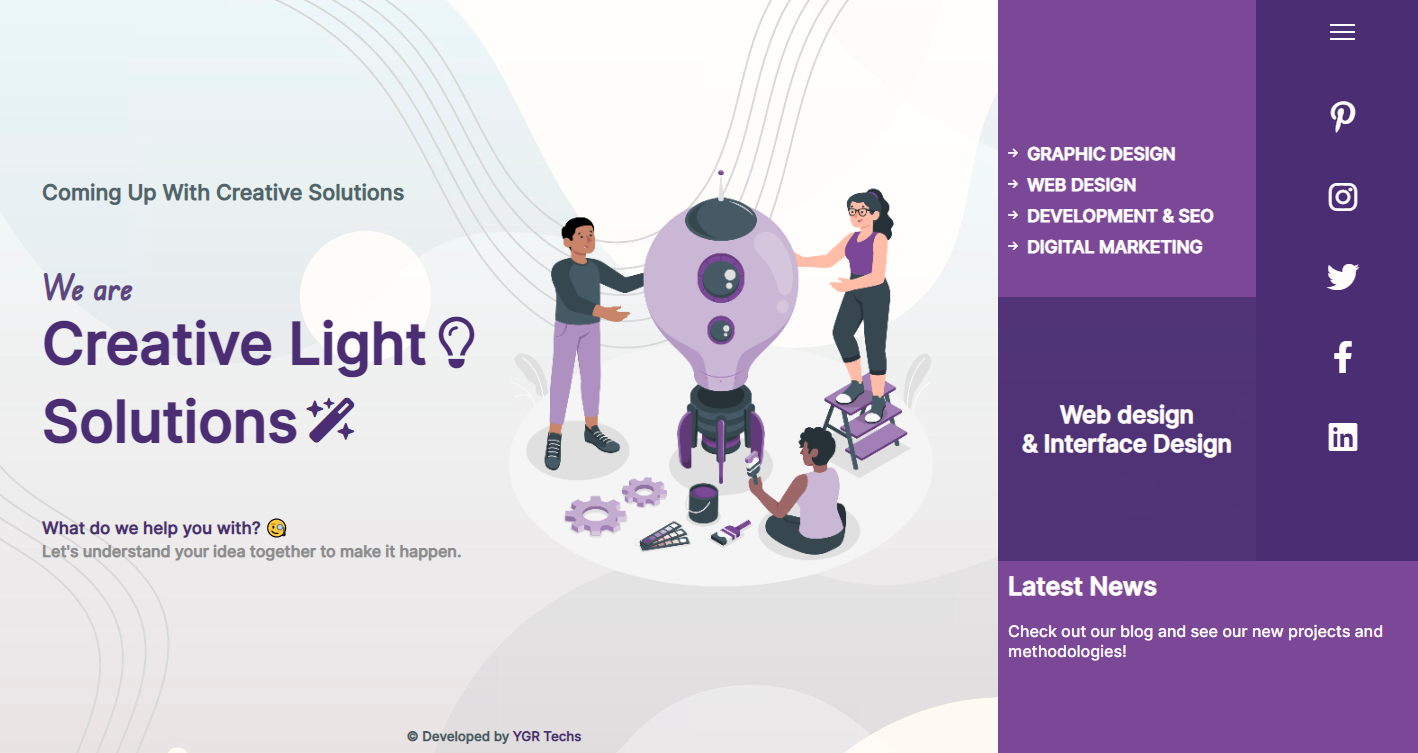 Coming Up With Creative Solutions
We are
Creative Light
Solutions
What do we help you with? 🧐
Let's understand your idea together to make it happen.
© Developed by YGR Techs
GRAPHIC DESIGN
WEB DESIGN
DEVELOPMENT & SEO
DIGITAL MARKETING
Web design
& Interface Design
Latest News
Check out our blog and see our new projects and
methodologies!